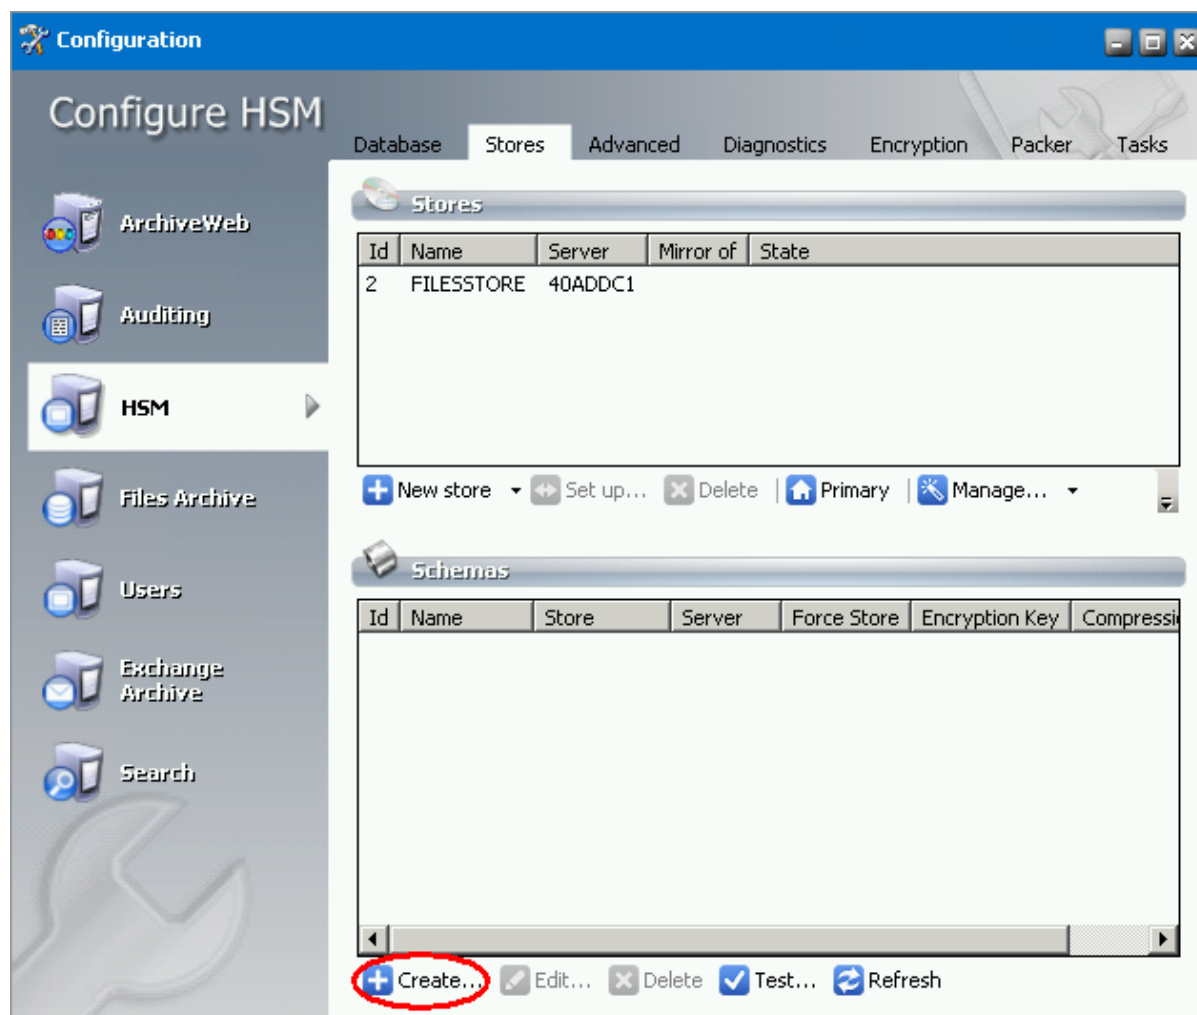 Configuration
Configure HSM
Database Stores Advanced Diagnostics Encryption Packer Tasks
ArchiveWeb
Auditing
HSM
Files Archive
Users
Exchange
Archive
Search
Stores
Id Name Server Mirror of State
2 FILESSTORE 40ADDC1
New store Set up... Delete Primary Manage...
Schemas
Id Name Store Server Force Store Encryption Key Compressi
Create... Edit... Delete Test... Refresh